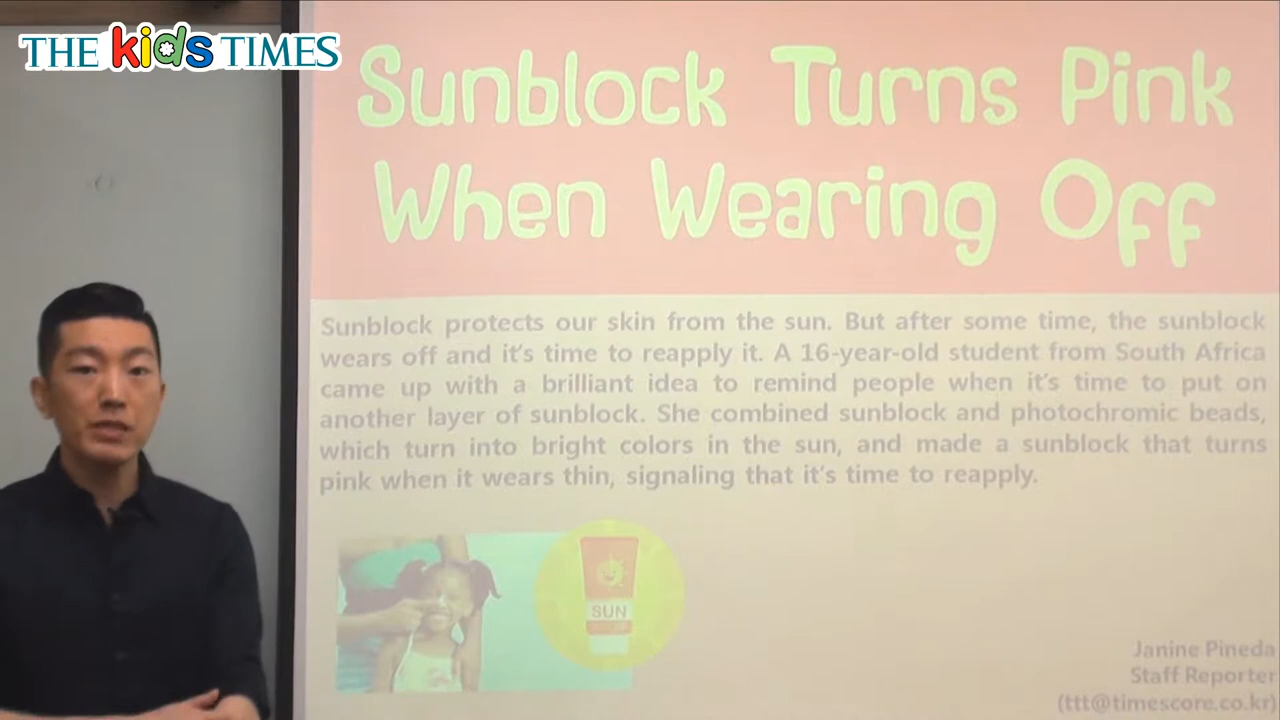 THE kids TIMES
Sunblock Turns Pink
When Wearing Off
Sunblock protects our skin from the sun. But after some time, the sunblock
wears off and it's time to reapply it. A 16-year-old student from South Africa
came up with a brilliant idea to remind people when it's time to put on
another layer of sunblock. She combined sunblock and photochromic beads,
which turn into bright colors in the sun, and made a sunblock that turns
pink when it wears thin, signaling that it's time to reapply.
SUN
Janine Pineda
Staff Reporter
(ttt@timescore.co.kr)